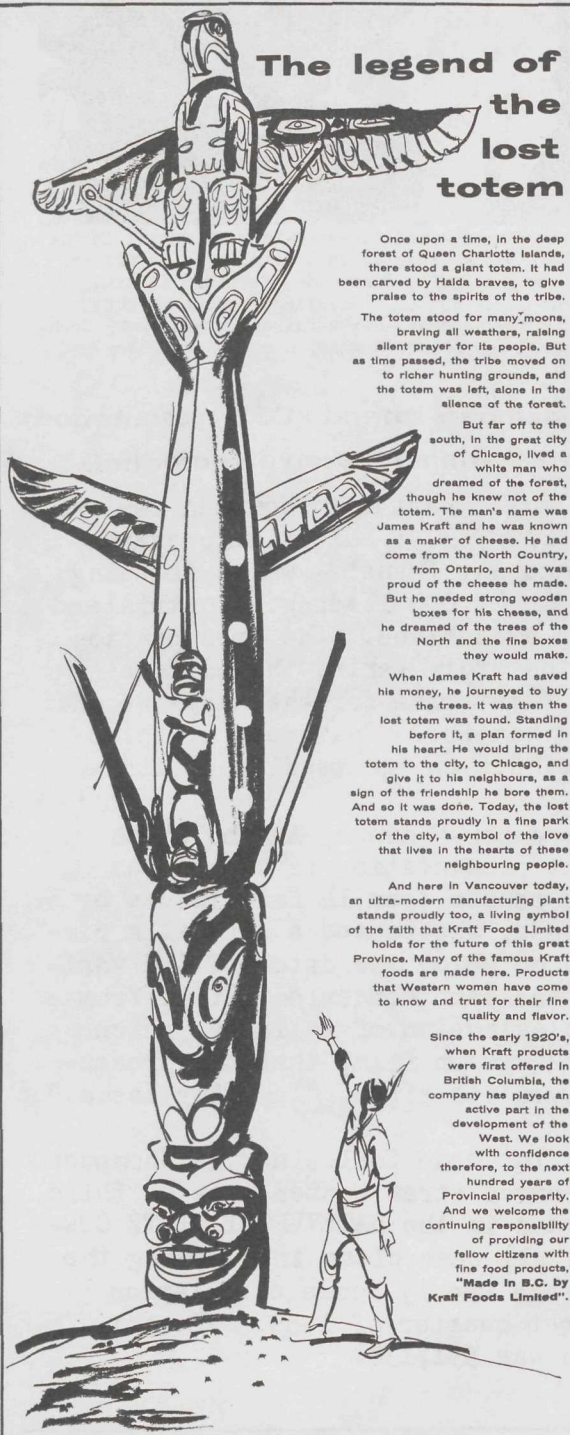 The legend of
the
lost
totem
Once upon a time, in the deep
forest of Queen Charlotte Islands,
there stood a giant totem. It had
been carved by Haida braves, to give
praise to the spirits of the tribe.
The totem stood for many moons,
braving all weathers, raising
silent prayer for its people. But
as time passed, the tribe moved on
to richer hunting grounds, and
the totem was left, alone in the
silence of the forest.
But far off to the
south, in the great city
of Chicago, lived a
white man who
dreamed of the forest,
though he knew not of the
totem. The man's name was
James Kraft and he was known
as a maker of cheese. He had
come from the North Country,
from Ontario, and he was
proud of the cheese he made.
But he needed strong wooden
boxes for his cheese, and
he dreamed of the trees of the
North and the fine boxes
they would make.
When James Kraft had saved
his money, he journeyed to buy
the trees. It was then the
lost totem was found. Standing
before it, a plan formed in
his heart. He would bring the
totem to the city, to Chicago, and
give it to his neighbours, as a
sign of the friendship he bore them.
And so it was done. Today, the lost
totem stands proudly in a fine park
of the city, a symbol of the love
that lives in the hearts of these
neighbouring people.
And here in Vancouver today,
an ultra-modern manufacturing plant
stands proudly too, a living symbol
of the faith that Kraft Foods Limited
holds for the future of this great
Province. Many of the famous Kraft
foods are made here. Products
that Western women have come
to know and trust for their fine
quality and flavor.
Since the early 1920's,
when Kraft products
were first offered in
British Columbia, the
company has played an
active part in the
development of the
West. We look
with confidence
therefore, to the next
hundred years of
Provincial prosperity.
And we welcome the
continuing responsibility
of providing our
fellow citizens with
fine food products,
"Made in B.C. by
Kraft Foods Limited".